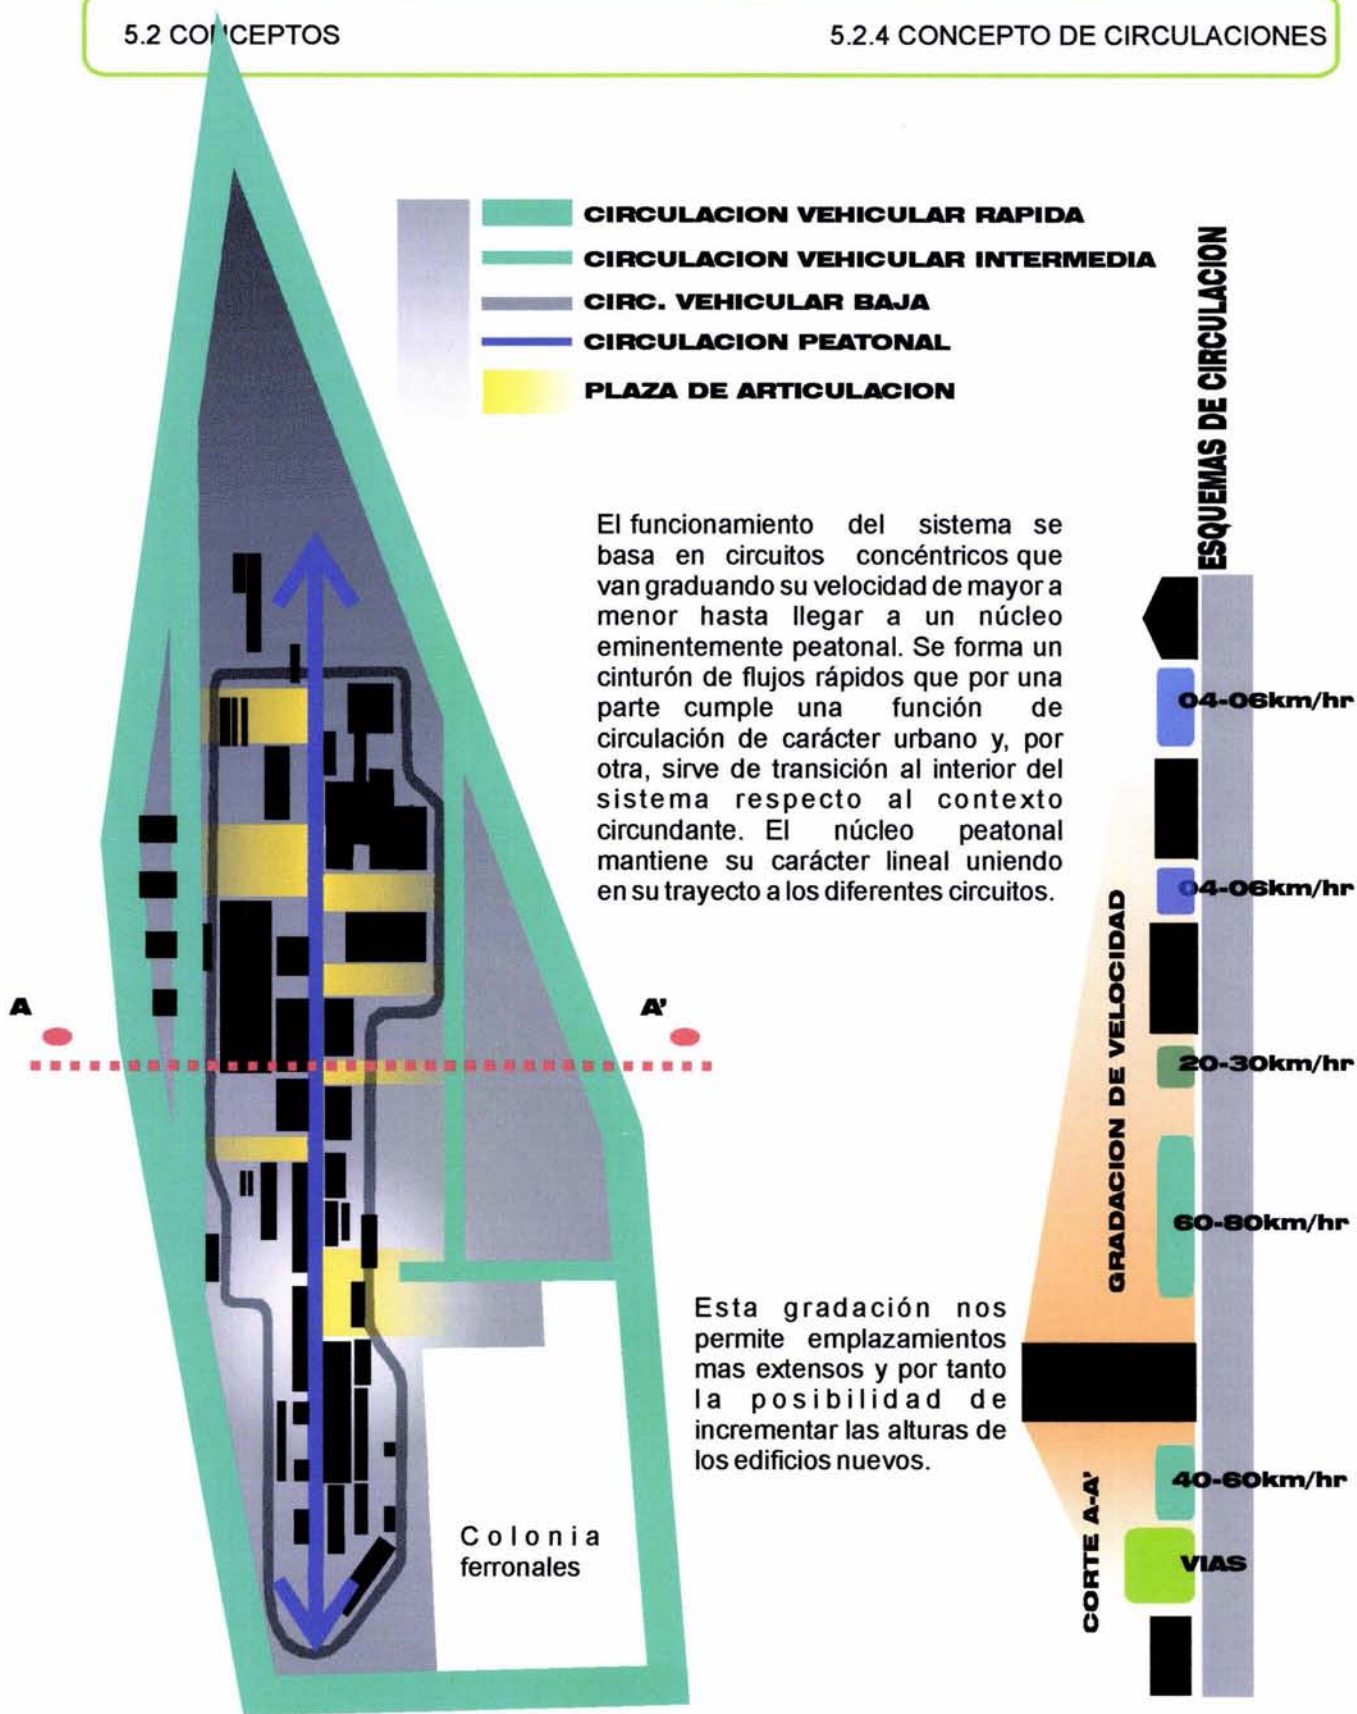 5.2 CONCEPTOS
5.2.4 CONCEPTO DE CIRCULACIONES
CIRCULACION VEHICULAR RAPIDA
CIRCULACION VEHICULAR INTERMEDIA
CIRC. VEHICULAR BAJA
CIRCULACION PEATONAL
PLAZA DE ARTICULACION
El funcionamiento del sistema se
basa en circuitos concéntricos que
van graduando su velocidad de mayor a
menor hasta llegar a un núcleo
eminentemente peatonal. Se forma un
cinturón de flujos rápidos que por una
parte cumple una función de
circulación de carácter urbano y, por
otra, sirve de transición al interior del
sistema respecto al contexto
circundante. El núcleo peatonal
mantiene su carácter lineal uniendo
en su trayecto a los diferentes circuitos.
A
A'
Esta gradación nos
permite emplazamientos
mas extensos y por tanto
la posibilidad de
incrementar las alturas de
los edificios nuevos.
Colonia
ferronales
ESQUEMAS DE CIRCULACION
04-06km/hr
04-06km/hr
20-30km/hr
60-80km/hr
40-60km/hr
VIAS
GRADACION DE VELOCIDAD
CORTE A-A'